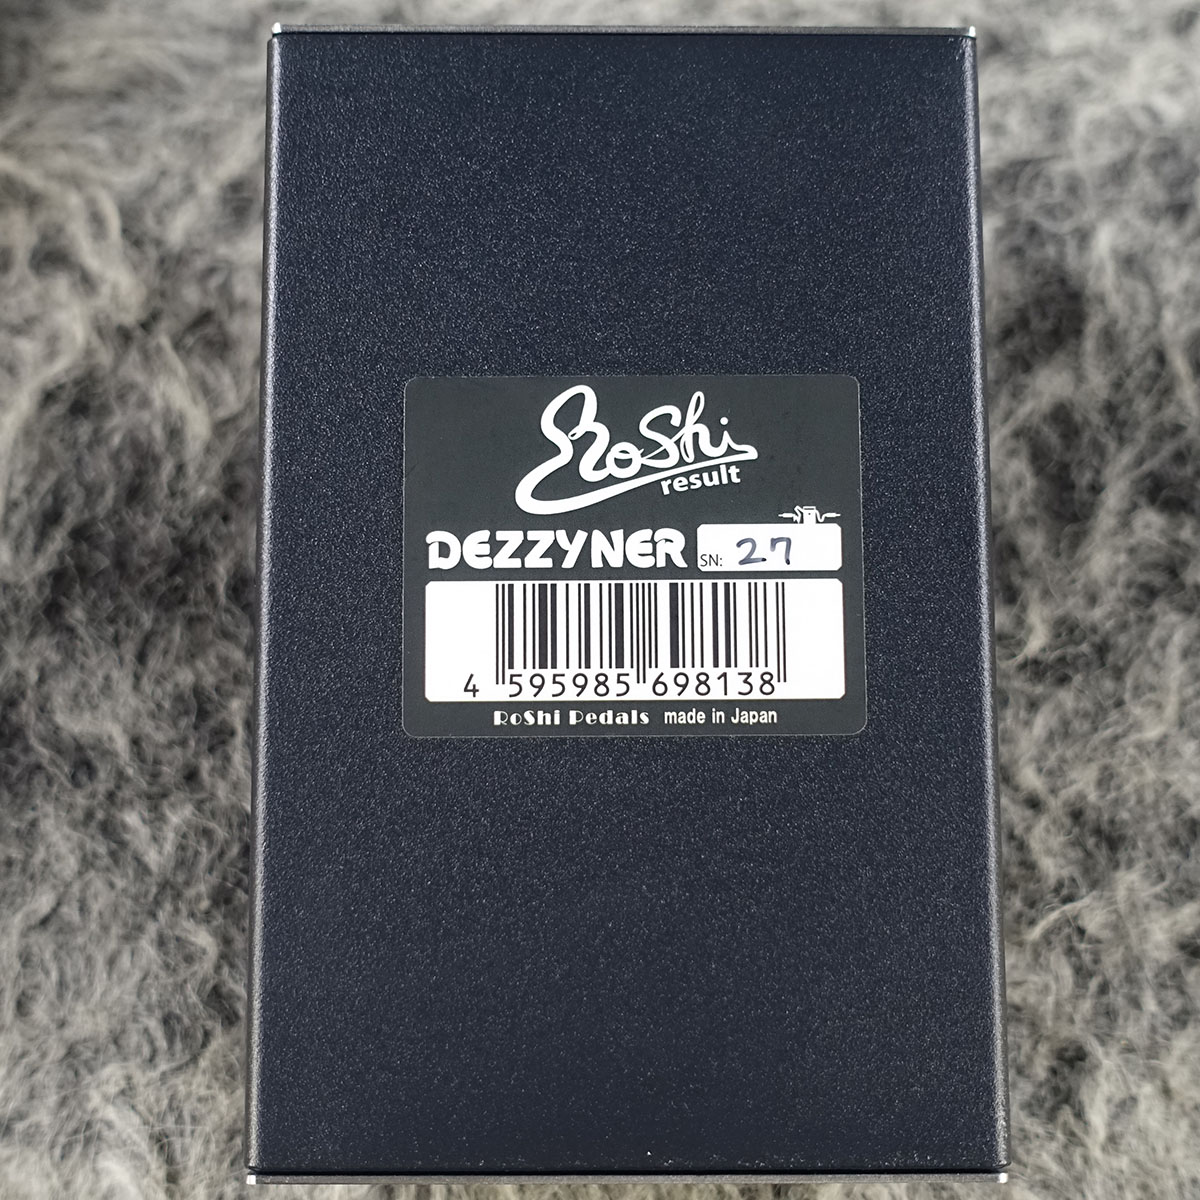 RoShi
result
DEZZYNER SN: 27
4 595985 698138
RoShi Pedals made in Japan